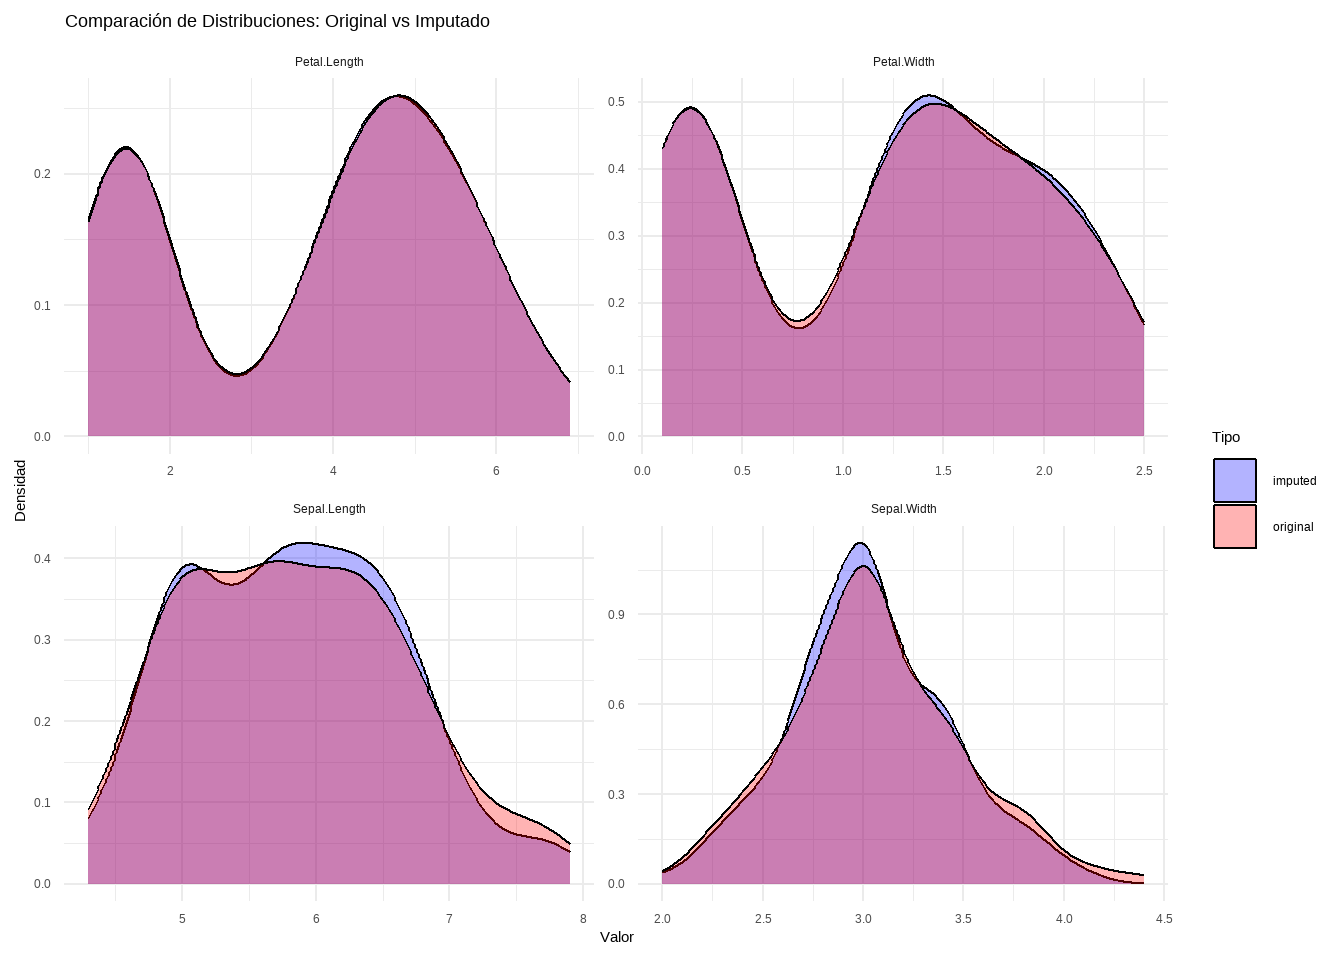 Comparación de Distribuciones: Original vs Imputado
Petal.Length
Petal.Width
0.2
0.1
0.0
2 4 6
0.5
0.4
0.3
0.2
0.1
0.0
0.0 0.5 1.0 1.5 2.0 2.5
Densidad
Sepal.Length
Sepal.Width
0.4
0.3
0.2
0.1
0.0
5 6 7 8
0.9
0.6
0.3
0.0
2.0 2.5 3.0 3.5 4.0 4.5
Valor
Tipo
imputed
original